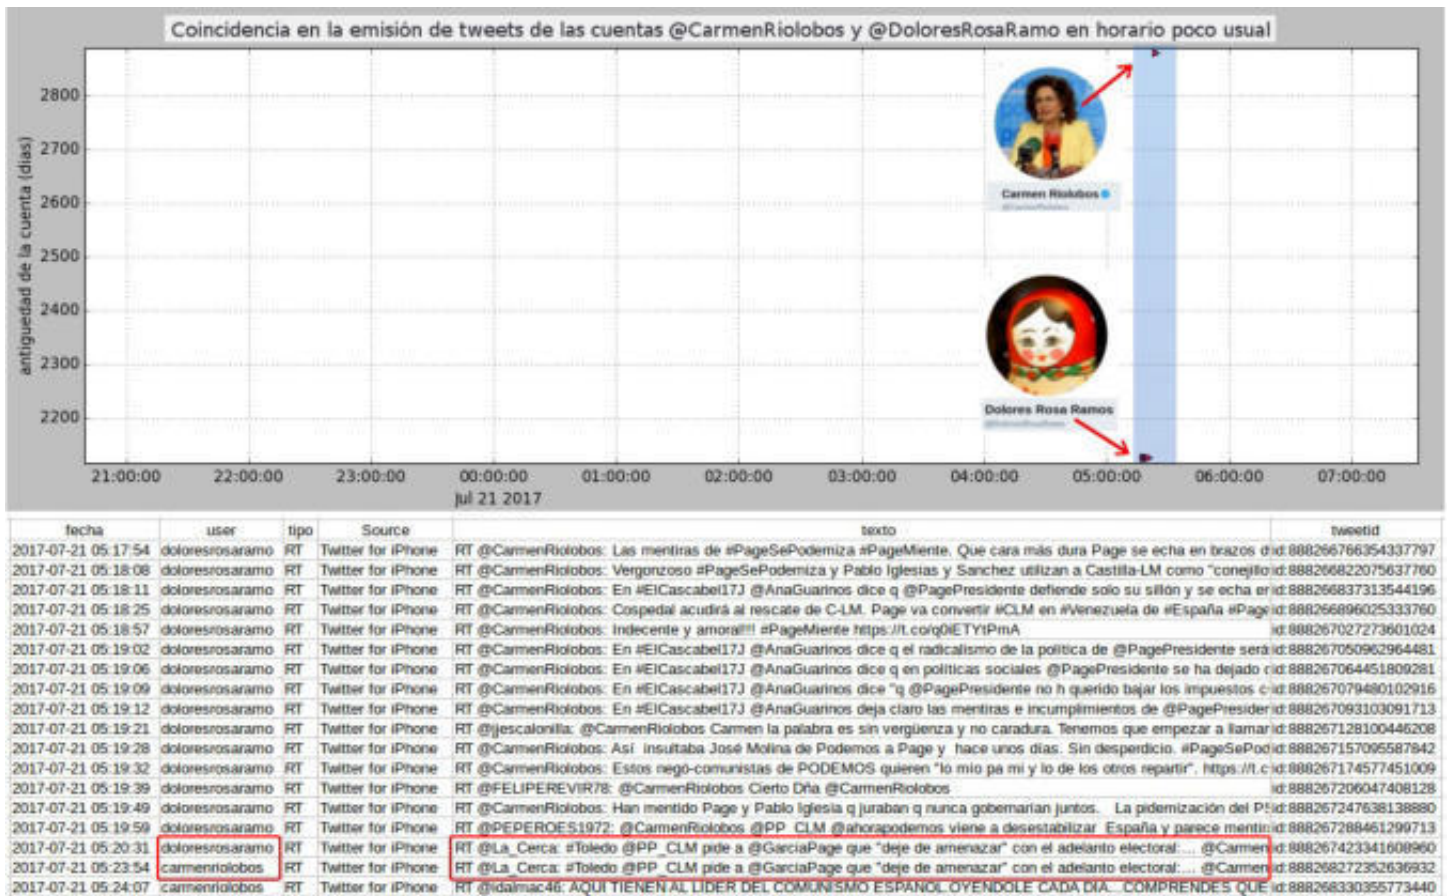 Coincidencia en la emisión de tweets de las cuentas @CarmenRiolobos y @DoloresRosaRamo en horario poco usual
antiguedad de la cuenta (días)
2800
2700
2600
2500
2400
2300
2200
Carmen Riolobos
Dolores Rosa Ramos
21:00:00 22:00:00 23:00:00 00:00:00 01:00:00 02:00:00 03:00:00 04:00:00 05:00:00 06:00:00 07:00:00
Jul 21 2017
fecha user tipo Source texto tweetid
2017-07-21 05:17:54 doloresrosaramo RT Twitter for iPhone RT @CarmenRiolobos: Las mentiras de #PageSePodemiza #PageMiente. Que cara más dura Page se echa en brazos d id:888266766354337797
2017-07-21 05:18:08 doloresrosaramo RT Twitter for iPhone RT @CarmenRiolobos: Vergonzoso #PageSePodemiza y Pablo Iglesias y Sanchez utilizan a Castilla-LM como "conejillo id:888266822075637760
2017-07-21 05:18:11 doloresrosaramo RT Twitter for iPhone RT @CarmenRiolobos: En #ElCascabel17J @AnaGuarinos dice q @PagePresidente defiende solo su sillón y se echa en id:888266837313544196
2017-07-21 05:18:25 doloresrosaramo RT Twitter for iPhone RT @CarmenRiolobos: Cospedal acudirá al rescate de C-LM. Page va convertir #CLM en #Venezuela de #España #Page id:888266896025333760
2017-07-21 05:18:57 doloresrosaramo RT Twitter for iPhone RT @CarmenRiolobos: Indecente y amoral!!!! #PageMiente https://t.co/q0iETYtPmA id:888267027273601024
2017-07-21 05:19:02 doloresrosaramo RT Twitter for iPhone RT @CarmenRiolobos: En #ElCascabel17J @AnaGuarinos dice q el radicalismo de la política de @PagePresidente será id:888267050962964481
2017-07-21 05:19:06 doloresrosaramo RT Twitter for iPhone RT @CarmenRiolobos: En #ElCascabel17J @AnaGuarinos dice q en políticas sociales @PagePresidente se ha dejado c id:888267064451809281
2017-07-21 05:19:09 doloresrosaramo RT Twitter for iPhone RT @CarmenRiolobos: En #ElCascabel17J @AnaGuarinos dice "q @PagePresidente no h querido bajar los impuestos c id:888267079480102916
2017-07-21 05:19:12 doloresrosaramo RT Twitter for iPhone RT @CarmenRiolobos: En #ElCascabel17J @AnaGuarinos deja claro las mentiras e incumplimientos de @PagePresider id:888267093103091713
2017-07-21 05:19:21 doloresrosaramo RT Twitter for iPhone RT @jjescalonilla: @CarmenRiolobos Carmen la palabra es sin vergüenza y no caradura. Tenemos que empezar a llamar id:888267128100446208
2017-07-21 05:19:28 doloresrosaramo RT Twitter for iPhone RT @CarmenRiolobos: Así insultaba José Molina de Podemos a Page y hace unos días. Sin desperdicio. #PageSePod id:888267157095587842
2017-07-21 05:19:32 doloresrosaramo RT Twitter for iPhone RT @CarmenRiolobos: Estos nego-comunistas de PODEMOS quieren "lo mio pa mi y lo de los otros repartir". https://t.c id:888267174577451009
2017-07-21 05:19:39 doloresrosaramo RT Twitter for iPhone RT @FELIPEREVIR78: @CarmenRiolobos Cierto Dña @CarmenRiolobos id:888267206047408128
2017-07-21 05:19:49 doloresrosaramo RT Twitter for iPhone RT @CarmenRiolobos: Han mentido Page y Pablo Iglesia q juraban q nunca gobernarían juntos. La pidemización del PS id:888267247638138880
2017-07-21 05:19:59 doloresrosaramo RT Twitter for iPhone RT @PEPEROES1972: @CarmenRiolobos @PP_CLM @ahorapodemos viene a desestabilizar España y parece mentir id:888267288461299713
2017-07-21 05:20:31 doloresrosaramo RT Twitter for iPhone RT @La_Cerca: #Toledo @PP_CLM pide a @GarciaPage que "deje de amenazar" con el adelanto electoral:... @Carmen id:888267423341608960
2017-07-21 05:23:54 carmenriolobos RT Twitter for iPhone RT @La_Cerca: #Toledo @PP_CLM pide a @GarciaPage que "deje de amenazar" con el adelanto electoral:... @Carmen id:888268272352636932
2017-07-21 05:24:07 carmenriolobos RT Twitter for iPhone RT @idalmac46: AQUI TIENEN AL LIDER DEL COMUNISMO ESPAÑOL.OYENDOLE CADA DIA...COMPRENDES QUE id:888268330955774440